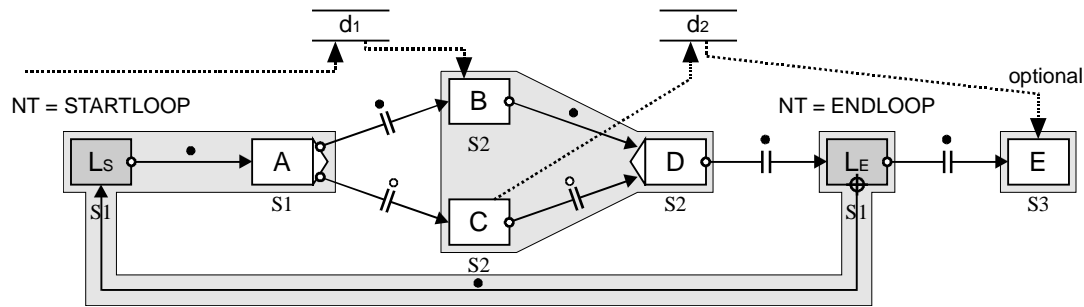 d1
d2
optional
NT = STARTLOOP
NT = ENDLOOP
B
S2
LS
S1
A
S1
D
S2
LE
S1
E
S3
C
S2